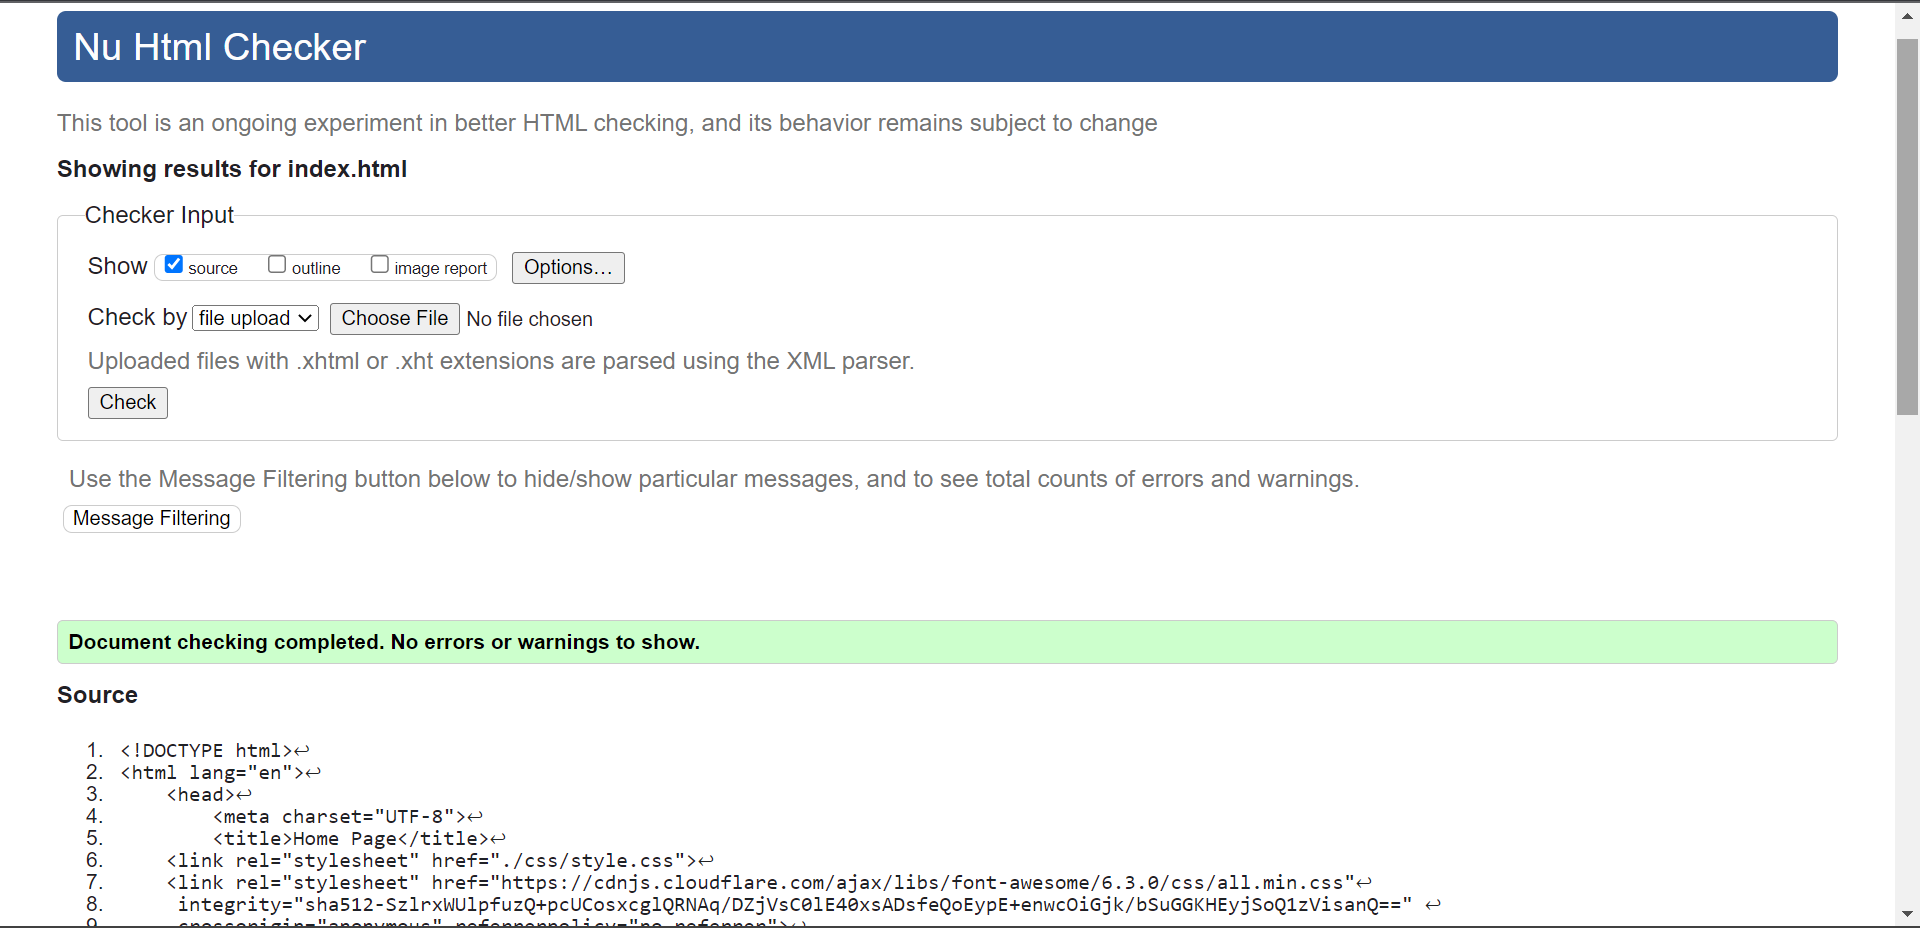 Nu Html Checker
This tool is an ongoing experiment in better HTML checking, and its behavior remains subject to change
Showing results for index.html
Checker Input
Show source outline image report Options…
Check by file upload Choose File No file chosen
Uploaded files with .xhtml or .xht extensions are parsed using the XML parser.
Check
Use the Message Filtering button below to hide/show particular messages, and to see total counts of errors and warnings.
Message Filtering
Document checking completed. No errors or warnings to show.
Source
1. <!DOCTYPE html>↩
2. <html lang="en">↩
3. <head>↩
4. <meta charset="UTF-8">↩
5. <title>Home Page</title>↩
6. <link rel="stylesheet" href="./css/style.css">↩
7. <link rel="stylesheet" href="https://cdnjs.cloudflare.com/ajax/libs/font-awesome/6.3.0/css/all.min.css"↩
8. integrity="sha512-SzlrxWUlpfuzQ+pcUCosxcglQRNAq/DZjVsC0lE40xsADsfeQoEypE+enwcOiGjk/bSuGGKHEyjSoQ1zVisanQ==" ↩
9. crossorigin="anonymous" referrerpolicy="no-referrer">↩